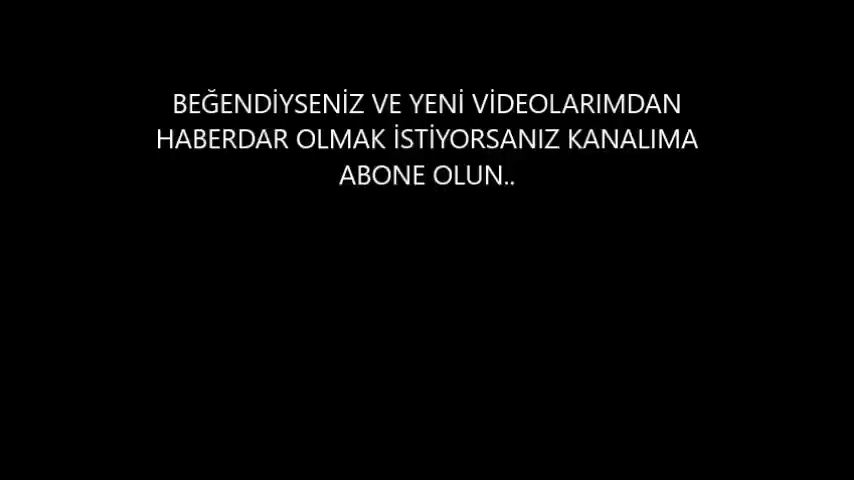 BEĞENDİYSENİZ VE YENİ VİDEOLARIMDAN
HABERDAR OLMAK İSTİYORSANIZ KANALIMA
ABONE OLUN..